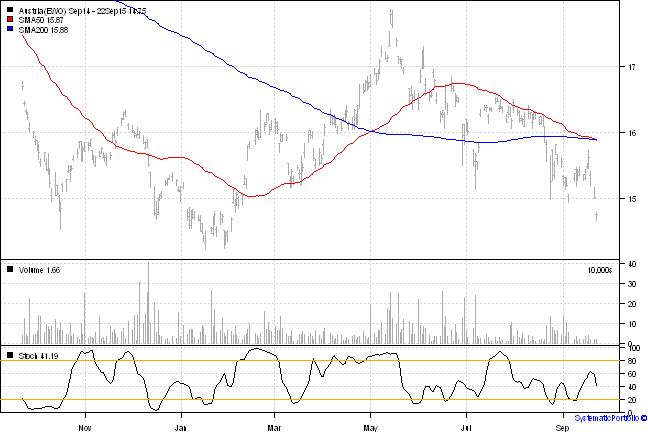 Austria(EWO) Sep14 - 22Sep15 14.75
SMA50 15.87
SMA200 15.88
17
16
15
Volume 1.66
10,000s
40
30
20
10
0
Stoch 41.19
100
80
60
40
20
0
Nov Jan Mar May Jul Sep
SystematicPortfolio ©